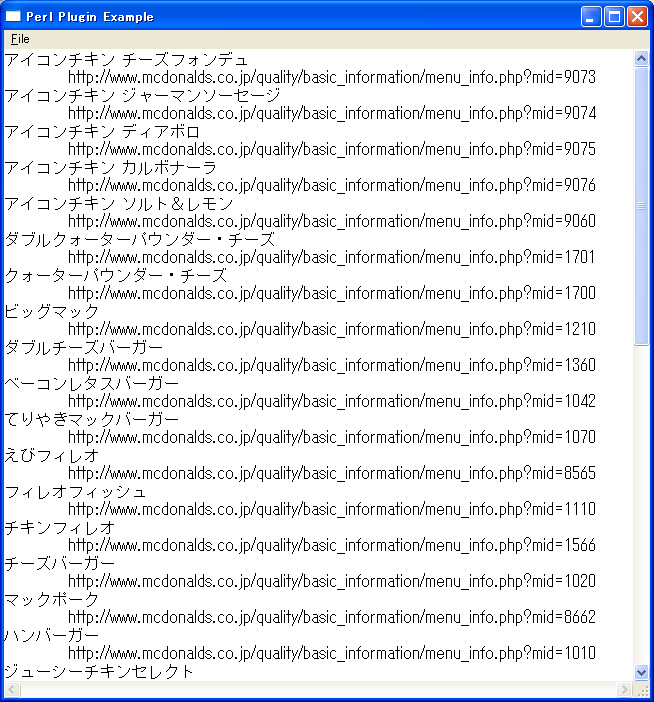 Perl Plugin Example
File
アイコンチキン チーズフォンデュ
http://www.mcdonalds.co.jp/quality/basic_information/menu_info.php?mid=9073
アイコンチキン ジャーマンソーセージ
http://www.mcdonalds.co.jp/quality/basic_information/menu_info.php?mid=9074
アイコンチキン ディアボロ
http://www.mcdonalds.co.jp/quality/basic_information/menu_info.php?mid=9075
アイコンチキン カルボナーラ
http://www.mcdonalds.co.jp/quality/basic_information/menu_info.php?mid=9076
アイコンチキン ソルト＆レモン
http://www.mcdonalds.co.jp/quality/basic_information/menu_info.php?mid=9060
ダブルクォーターパウンダー・チーズ
http://www.mcdonalds.co.jp/quality/basic_information/menu_info.php?mid=1701
クォーターパウンダー・チーズ
http://www.mcdonalds.co.jp/quality/basic_information/menu_info.php?mid=1700
ビッグマック
http://www.mcdonalds.co.jp/quality/basic_information/menu_info.php?mid=1210
ダブルチーズバーガー
http://www.mcdonalds.co.jp/quality/basic_information/menu_info.php?mid=1360
ベーコンレタスバーガー
http://www.mcdonalds.co.jp/quality/basic_information/menu_info.php?mid=1042
てりやきマックバーガー
http://www.mcdonalds.co.jp/quality/basic_information/menu_info.php?mid=1070
えびフィレオ
http://www.mcdonalds.co.jp/quality/basic_information/menu_info.php?mid=8565
フィレオフィッシュ
http://www.mcdonalds.co.jp/quality/basic_information/menu_info.php?mid=1110
チキンフィレオ
http://www.mcdonalds.co.jp/quality/basic_information/menu_info.php?mid=1566
チーズバーガー
http://www.mcdonalds.co.jp/quality/basic_information/menu_info.php?mid=1020
マックポーク
http://www.mcdonalds.co.jp/quality/basic_information/menu_info.php?mid=8662
ハンバーガー
http://www.mcdonalds.co.jp/quality/basic_information/menu_info.php?mid=1010
ジューシーチキンセレクト